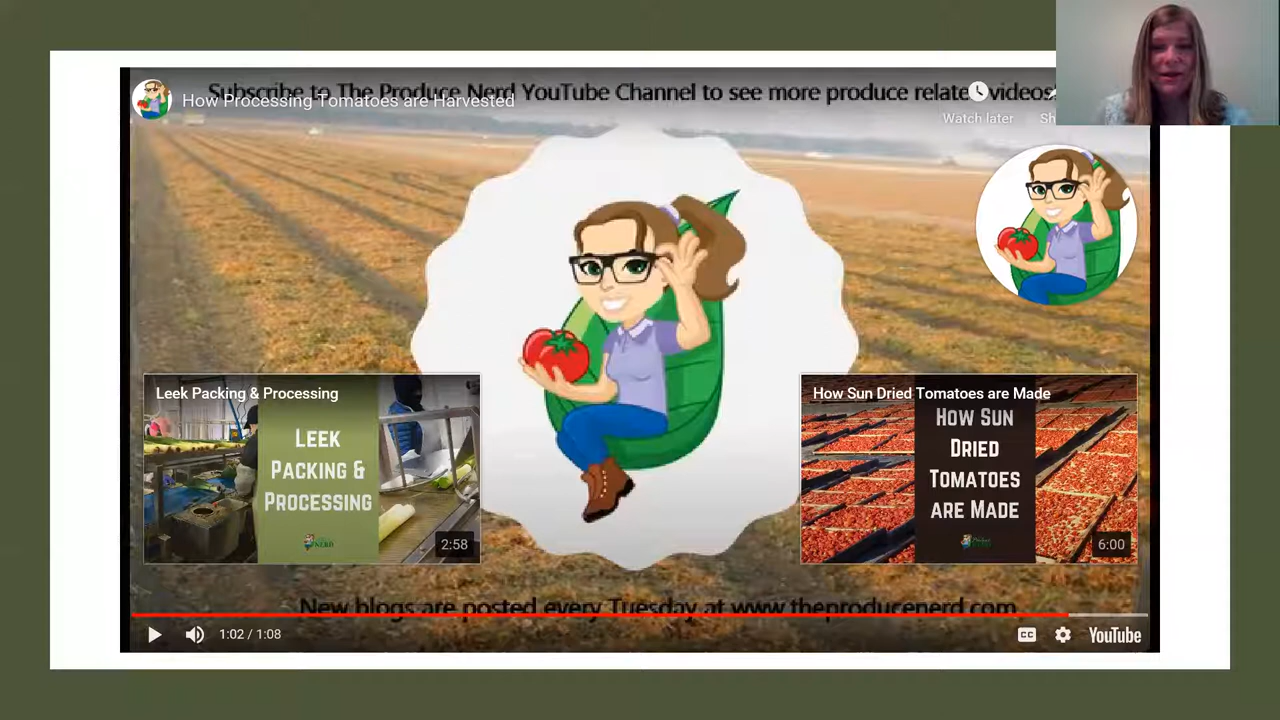 Subscribe to The Produce Nerd YouTube Channel to see more produce related videos
How Processing Tomatoes are Harvested
Watch later
Sh
Leek Packing & Processing
LEEK
PACKING &
PROCESSING
NERD
2:58
How Sun Dried Tomatoes are Made
HOW SUN
DRIED
TOMATOES
ARE MADE
6:00
New blogs are posted every Tuesday at www.theproducenerd.com
1:02 / 1:08
CC
YouTube